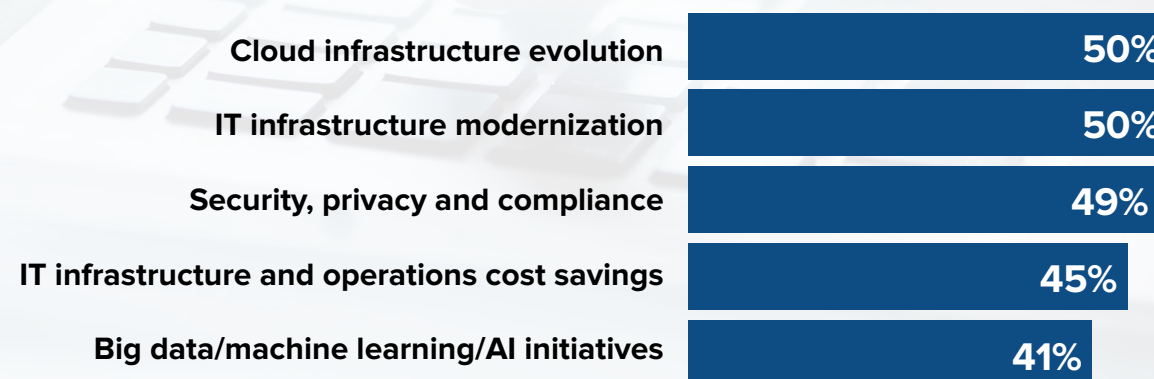 Cloud infrastructure evolution 50%
IT infrastructure modernization 50%
Security, privacy and compliance 49%
IT infrastructure and operations cost savings 45%
Big data/machine learning/AI initiatives 41%